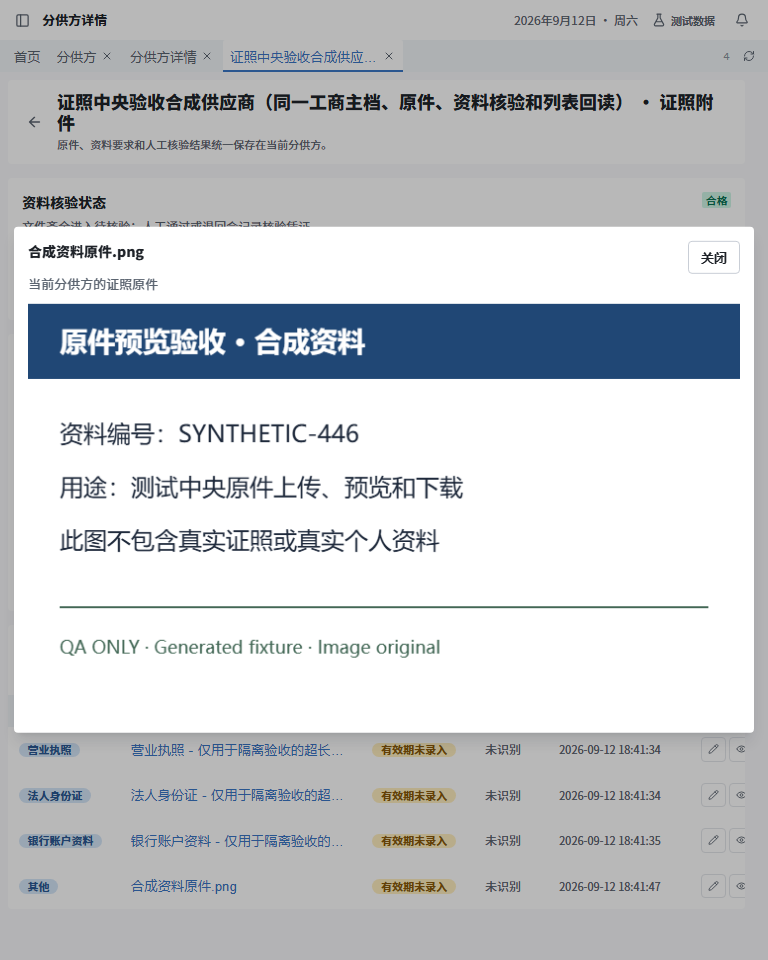 分供方详情
2026年9月12日 • 周六
测试数据
首页
分供方
分供方详情
证照中央验收合成供应...
4
证照中央验收合成供应商（同一工商主档、原件、资料核验和列表回读） • 证照附件
原件、资料要求和人工核验结果统一保存在当前分供方。
资料核验状态
合格
合成资料原件.png
关闭
当前分供方的证照原件
原件预览验收 • 合成资料
资料编号：SYNTHETIC-446
用途：测试中央原件上传、预览和下载
此图不包含真实证照或真实个人资料
QA ONLY · Generated fixture · Image original
营业执照 营业执照 - 仅用于隔离验收的超长... 有效期未录入 未识别 2026-09-12 18:41:34
法人身份证 法人身份证 - 仅用于隔离验收的超... 有效期未录入 未识别 2026-09-12 18:41:34
银行账户资料 银行账户资料 - 仅用于隔离验收的... 有效期未录入 未识别 2026-09-12 18:41:35
其他 合成资料原件.png 有效期未录入 未识别 2026-09-12 18:41:47